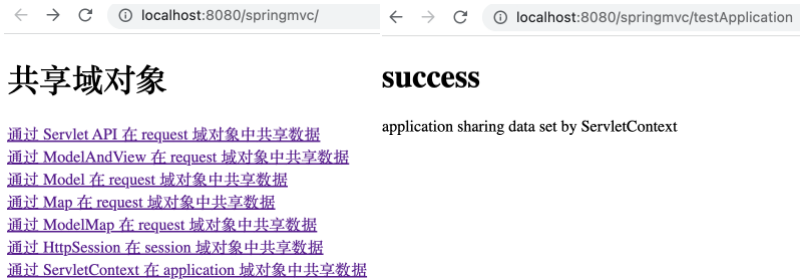 localhost:8080/springmvc/
共享域对象
通过 Servlet API 在 request 域对象中共享数据
通过 ModelAndView 在 request 域对象中共享数据
通过 Model 在 request 域对象中共享数据
通过 Map 在 request 域对象中共享数据
通过 ModelMap 在 request 域对象中共享数据
通过 HttpSession 在 session 域对象中共享数据
通过 ServletContext 在 application 域对象中共享数据
localhost:8080/springmvc/testApplication
success
application sharing data set by ServletContext